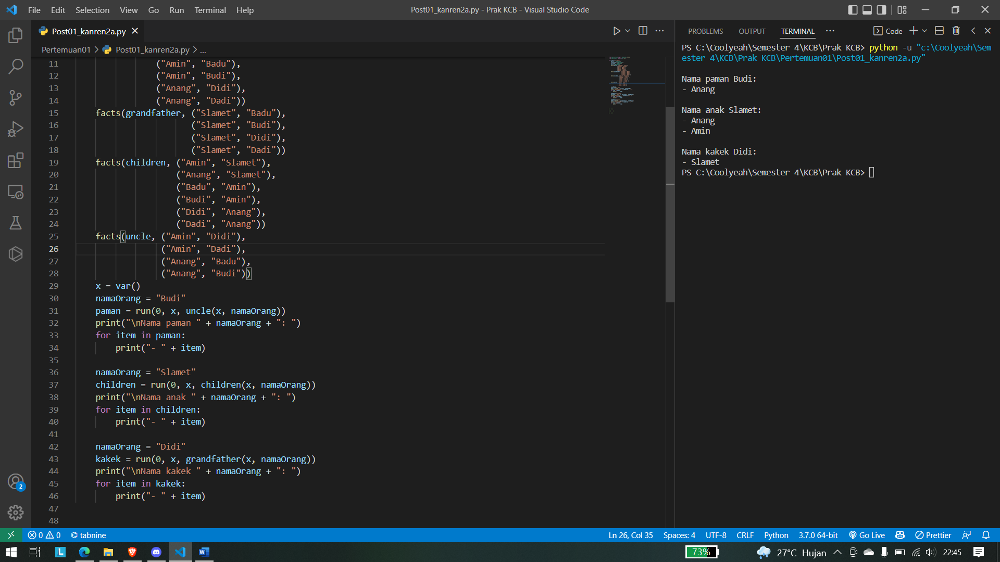 File Edit Selection View Go Run Terminal Help
Post01_kanren2a.py - Prak KCB - Visual Studio Code
Post01_kanren2a.py
Pertemuan01 > Post01_kanren2a.py > ...
11 ("Amin", "Badu"),
12 ("Amin", "Budi"),
13 ("Anang", "Didi"),
14 ("Anang", "Dadi"))
15 facts(grandfather, ("Slamet", "Badu"),
16 ("Slamet", "Budi"),
17 ("Slamet", "Didi"),
18 ("Slamet", "Dadi"))
19 facts(children, ("Amin", "Slamet"),
20 ("Anang", "Slamet"),
21 ("Badu", "Amin"),
22 ("Budi", "Amin"),
23 ("Didi", "Anang"),
24 ("Dadi", "Anang"))
25 facts(uncle, ("Amin", "Didi"),
26 ("Amin", "Dadi"),
27 ("Anang", "Badu"),
28 ("Anang", "Budi"))
29 x = var()
30 namaOrang = "Budi"
31 paman = run(0, x, uncle(x, namaOrang))
32 print("\nNama paman " + namaOrang + ": ")
33 for item in paman:
34 print("- " + item)
35
36 namaOrang = "Slamet"
37 children = run(0, x, children(x, namaOrang))
38 print("\nNama anak " + namaOrang + ": ")
39 for item in children:
40 print("- " + item)
41
42 namaOrang = "Didi"
43 kakek = run(0, x, grandfather(x, namaOrang))
44 print("\nNama kakek " + namaOrang + ": ")
45 for item in kakek:
46 print("- " + item)
47
48
PROBLEMS OUTPUT TERMINAL ... Code
PS C:\Coolyeah\Semester 4\KCB\Prak KCB> python -u "c:\Coolyeah\Sem
ester 4\KCB\Prak KCB\Pertemuan01\Post01_kanren2a.py"
Nama paman Budi:
- Anang
Nama anak Slamet:
- Anang
- Amin
Nama kakek Didi:
- Slamet
PS C:\Coolyeah\Semester 4\KCB\Prak KCB>
2
0 0 tabnine
Ln 26, Col 35 Spaces: 4 UTF-8 CRLF Python 3.7.0 64-bit Go Live Prettier
L W 73% 27°C Hujan 22:45